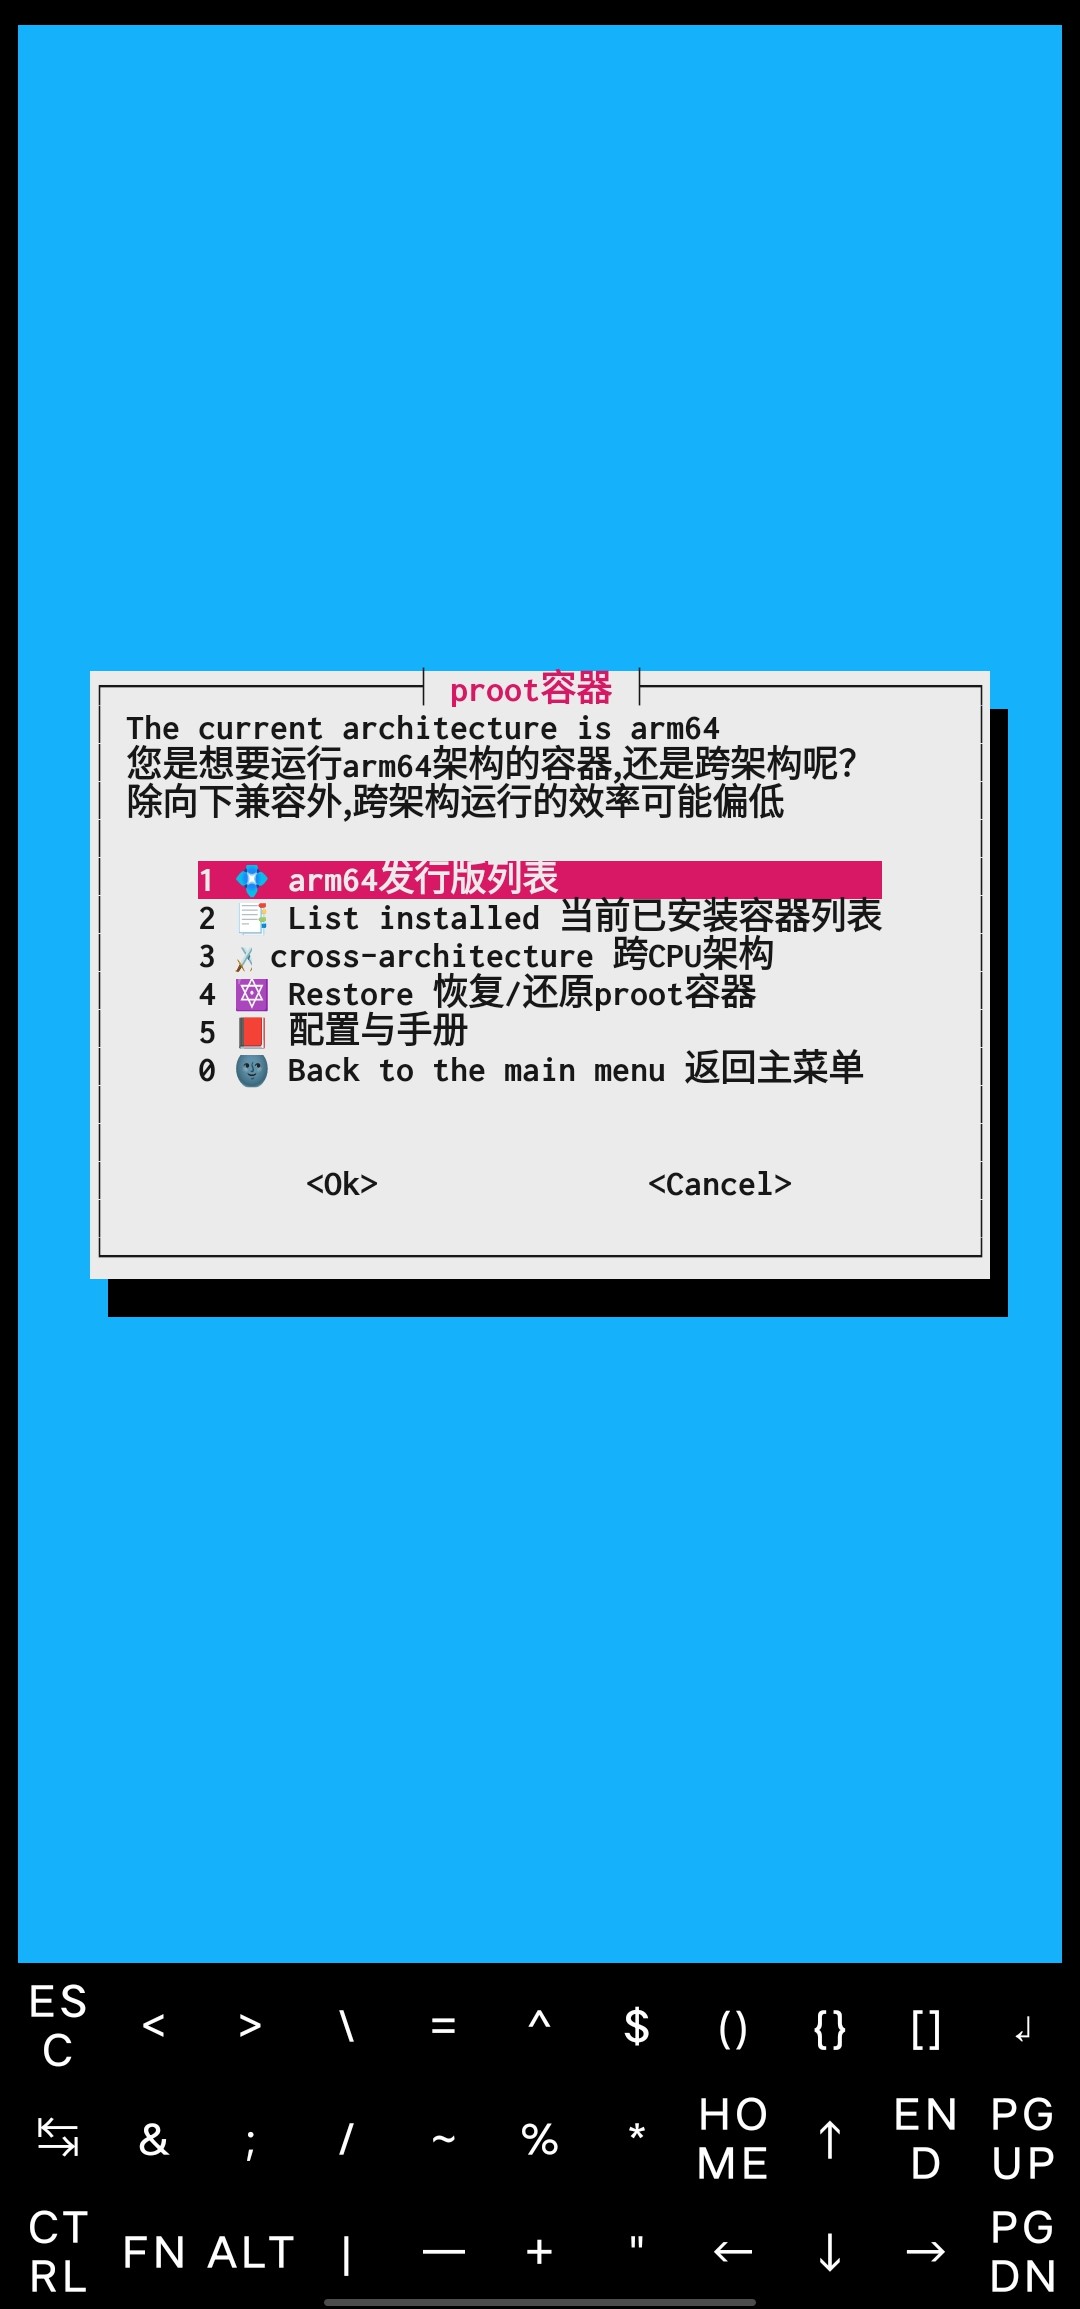 proot容器
The current architecture is arm64
您是想要运行arm64架构的容器,还是跨架构呢?
除向下兼容外,跨架构运行的效率可能偏低
1 💠 arm64发行版列表
2 📑 List installed 当前已安装容器列表
3 ⚔ cross-architecture 跨CPU架构
4 🔯 Restore 恢复/还原proot容器
5 📕 配置与手册
0 🌚 Back to the main menu 返回主菜单
<Ok> <Cancel>
ESC < > \ = ^ $ () {} [] ↲
↹ & ; / ~ % * HOME ↑ END PGUP
CTRL FN ALT | — + " ← ↓ → PGDN